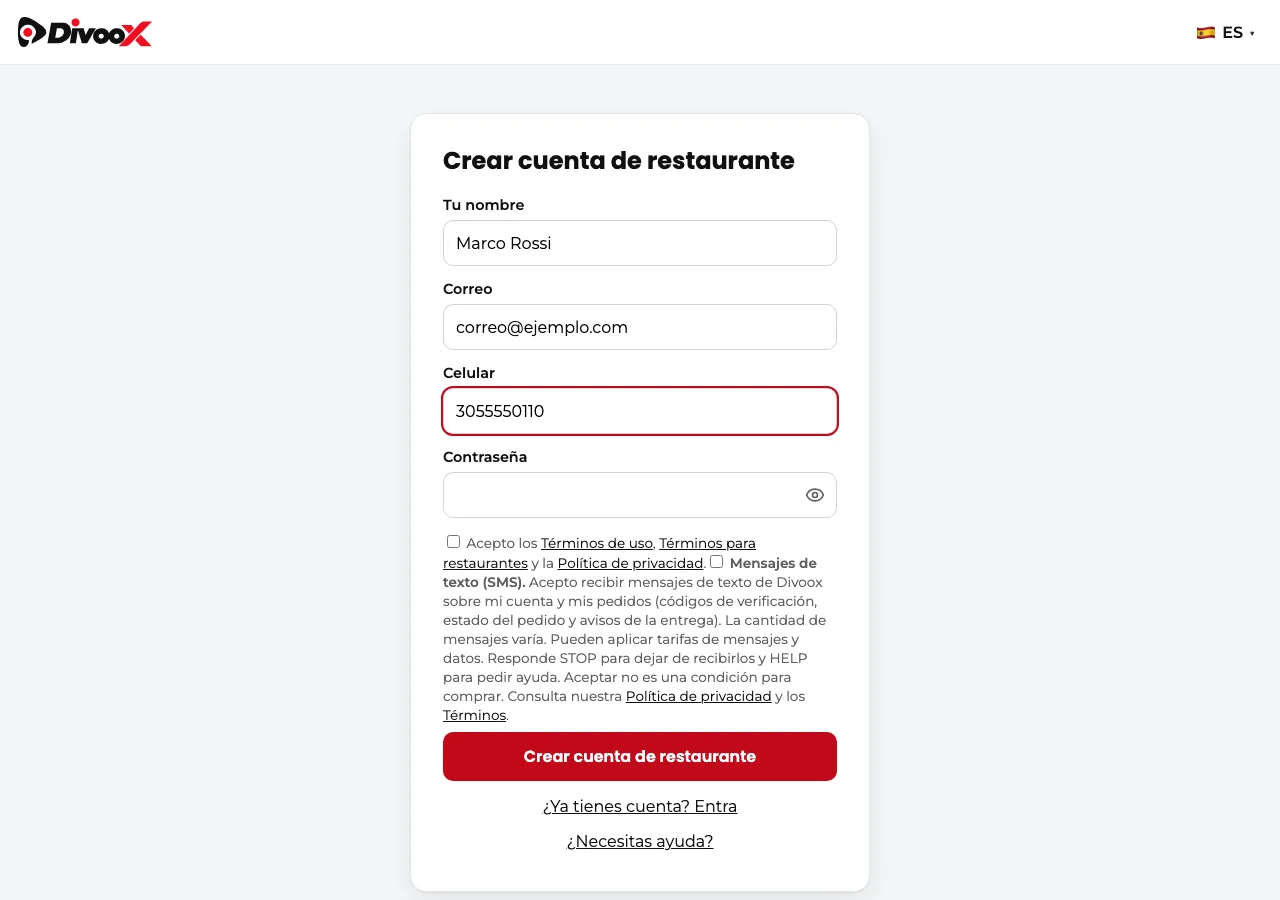 DivooX
🇪🇸 ES ▾
Crear cuenta de restaurante
Tu nombre
Marco Rossi
Correo
correo@ejemplo.com
Celular
3055550110
Contraseña
Acepto los Términos de uso, Términos para
restaurantes y la Política de privacidad. Mensajes de
texto (SMS). Acepto recibir mensajes de texto de Divoox
sobre mi cuenta y mis pedidos (códigos de verificación,
estado del pedido y avisos de la entrega). La cantidad de
mensajes varía. Pueden aplicar tarifas de mensajes y
datos. Responde STOP para dejar de recibirlos y HELP
para pedir ayuda. Aceptar no es una condición para
comprar. Consulta nuestra Política de privacidad y los
Términos.
Crear cuenta de restaurante
¿Ya tienes cuenta? Entra
¿Necesitas ayuda?